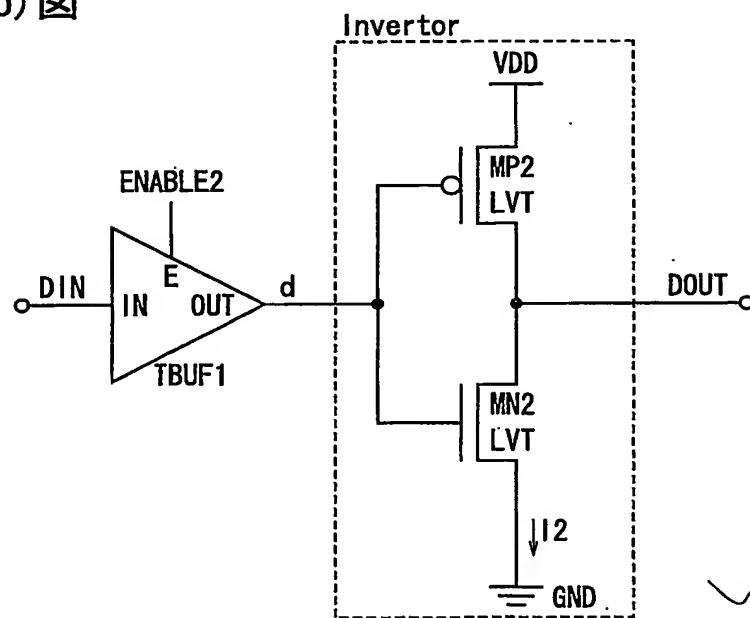 b)図
Invertor
VDD
MP2
LVT
ENABLE2
E
DIN
IN
OUT
d
DOUT
TBUF1
MN2
LVT
I2
GND